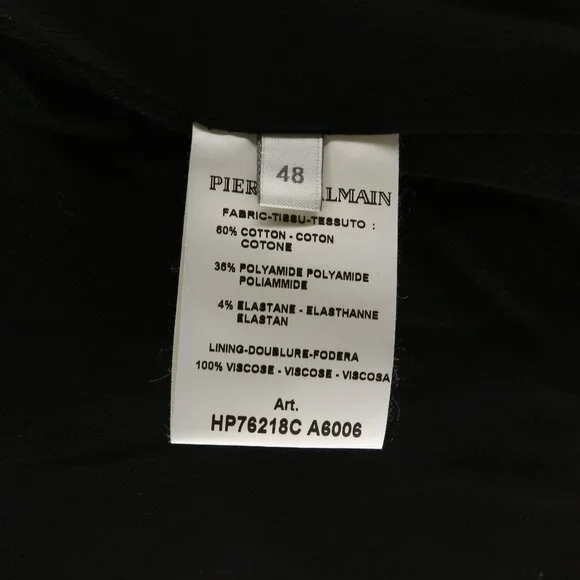 48
PIER ALMAIN
FABRIC-TISSU-TESSUTO :
60% COTTON - COTON
COTONE
36% POLYAMIDE POLYAMIDE
POLIAMMIDE
4% ELASTANE - ELASTHANNE
ELASTAN
LINING-DOUBLURE-FODERA
100% VISCOSE - VISCOSE - VISCOSA
Art.
HP76218C A6006